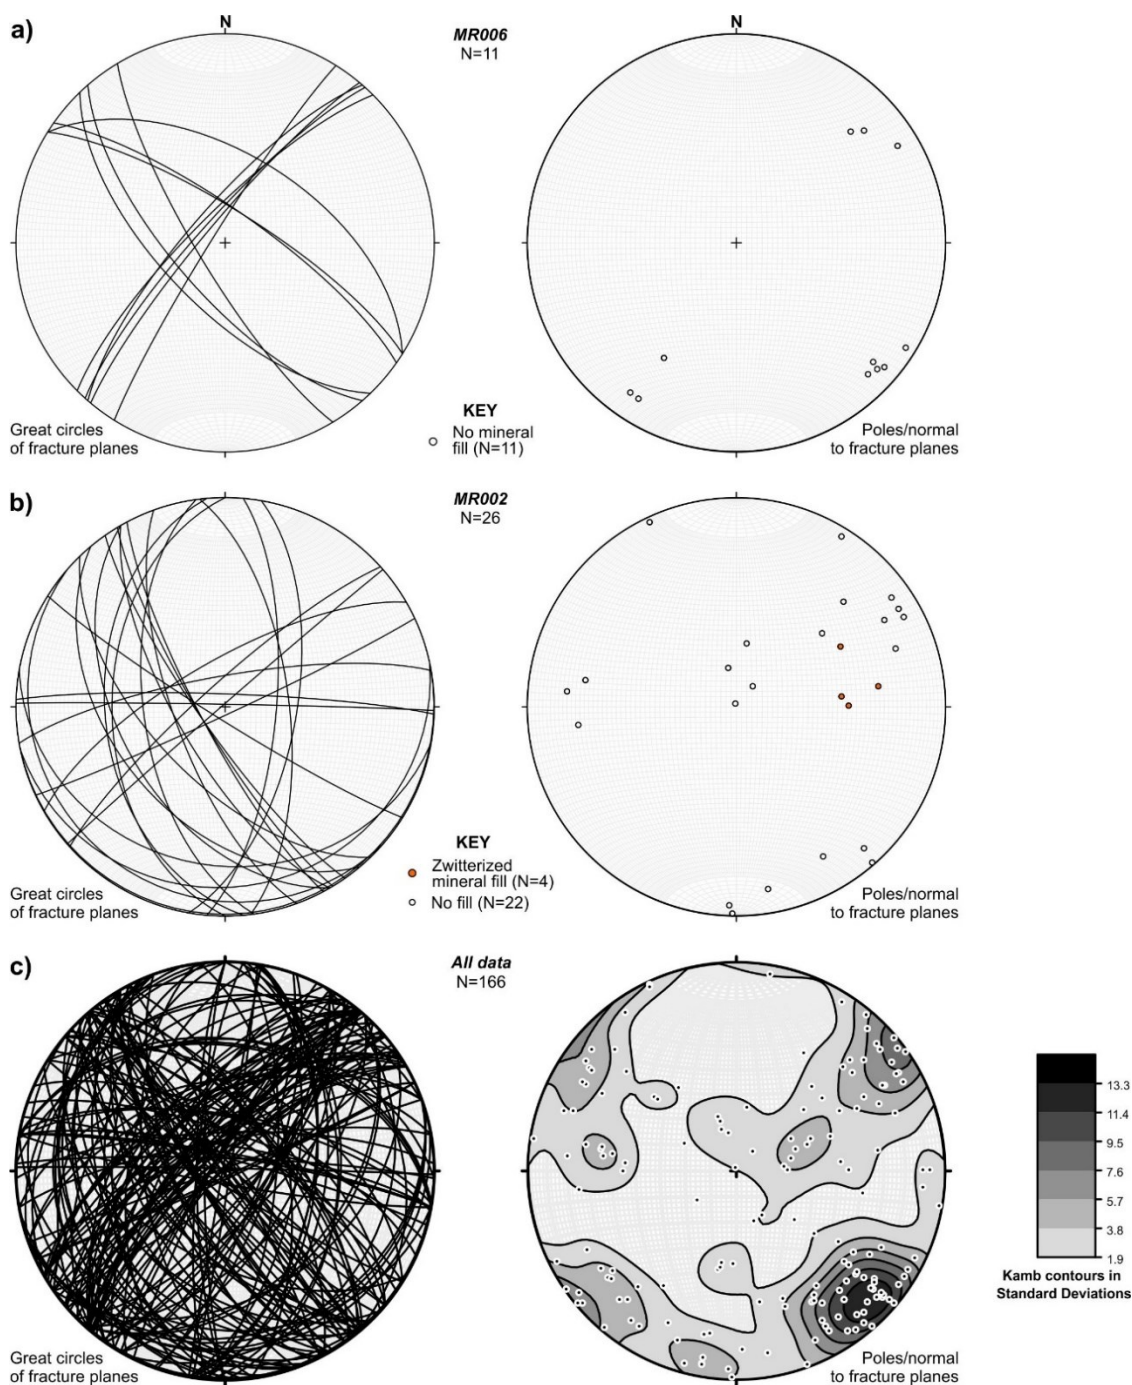 a)
N
MR006
N=11
KEY
No mineral
fill (N=11)
Great circles
of fracture planes
Poles/normal
to fracture planes
b)
MR002
N=26
KEY
Zwitterized
mineral fill (N=4)
No fill (N=22)
Great circles
of fracture planes
Poles/normal
to fracture planes
c)
All data
N=166
13.3
11.4
9.5
7.6
5.7
3.8
1.9
Kamb contours in
Standard Deviations
Great circles
of fracture planes
Poles/normal
to fracture planes
N